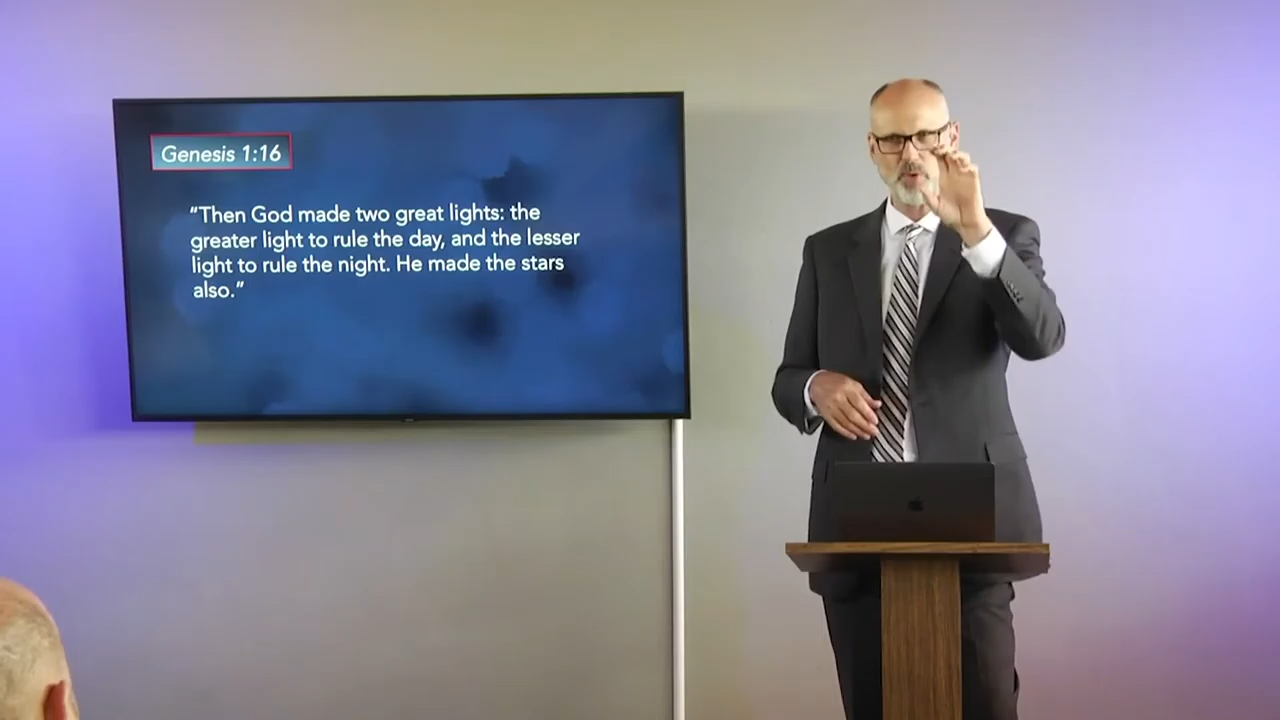 Genesis 1:16
“Then God made two great lights: the
greater light to rule the day, and the lesser
light to rule the night. He made the stars
also.”